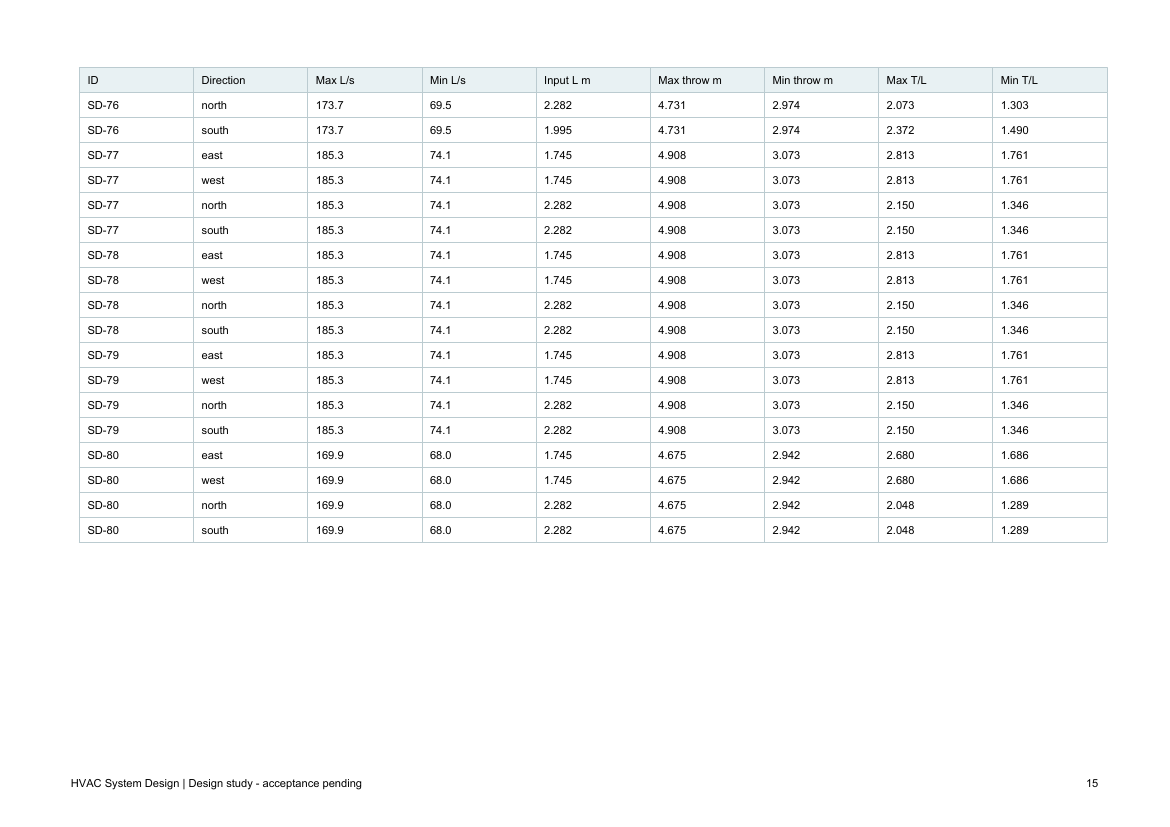 ID Direction Max L/s Min L/s Input L m Max throw m Min throw m Max T/L Min T/L
SD-76 north 173.7 69.5 2.282 4.731 2.974 2.073 1.303
SD-76 south 173.7 69.5 1.995 4.731 2.974 2.372 1.490
SD-77 east 185.3 74.1 1.745 4.908 3.073 2.813 1.761
SD-77 west 185.3 74.1 1.745 4.908 3.073 2.813 1.761
SD-77 north 185.3 74.1 2.282 4.908 3.073 2.150 1.346
SD-77 south 185.3 74.1 2.282 4.908 3.073 2.150 1.346
SD-78 east 185.3 74.1 1.745 4.908 3.073 2.813 1.761
SD-78 west 185.3 74.1 1.745 4.908 3.073 2.813 1.761
SD-78 north 185.3 74.1 2.282 4.908 3.073 2.150 1.346
SD-78 south 185.3 74.1 2.282 4.908 3.073 2.150 1.346
SD-79 east 185.3 74.1 1.745 4.908 3.073 2.813 1.761
SD-79 west 185.3 74.1 1.745 4.908 3.073 2.813 1.761
SD-79 north 185.3 74.1 2.282 4.908 3.073 2.150 1.346
SD-79 south 185.3 74.1 2.282 4.908 3.073 2.150 1.346
SD-80 east 169.9 68.0 1.745 4.675 2.942 2.680 1.686
SD-80 west 169.9 68.0 1.745 4.675 2.942 2.680 1.686
SD-80 north 169.9 68.0 2.282 4.675 2.942 2.048 1.289
SD-80 south 169.9 68.0 2.282 4.675 2.942 2.048 1.289
HVAC System Design | Design study - acceptance pending 15